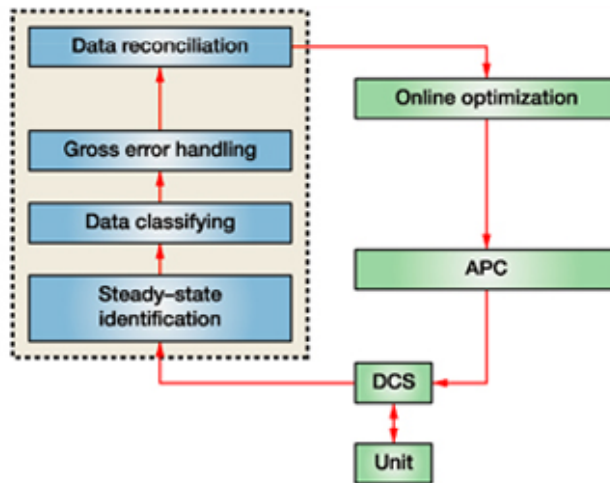 Data reconciliation
Online optimization
Gross error handling
Data classifying
APC
Steady–state
identification
DCS
Unit